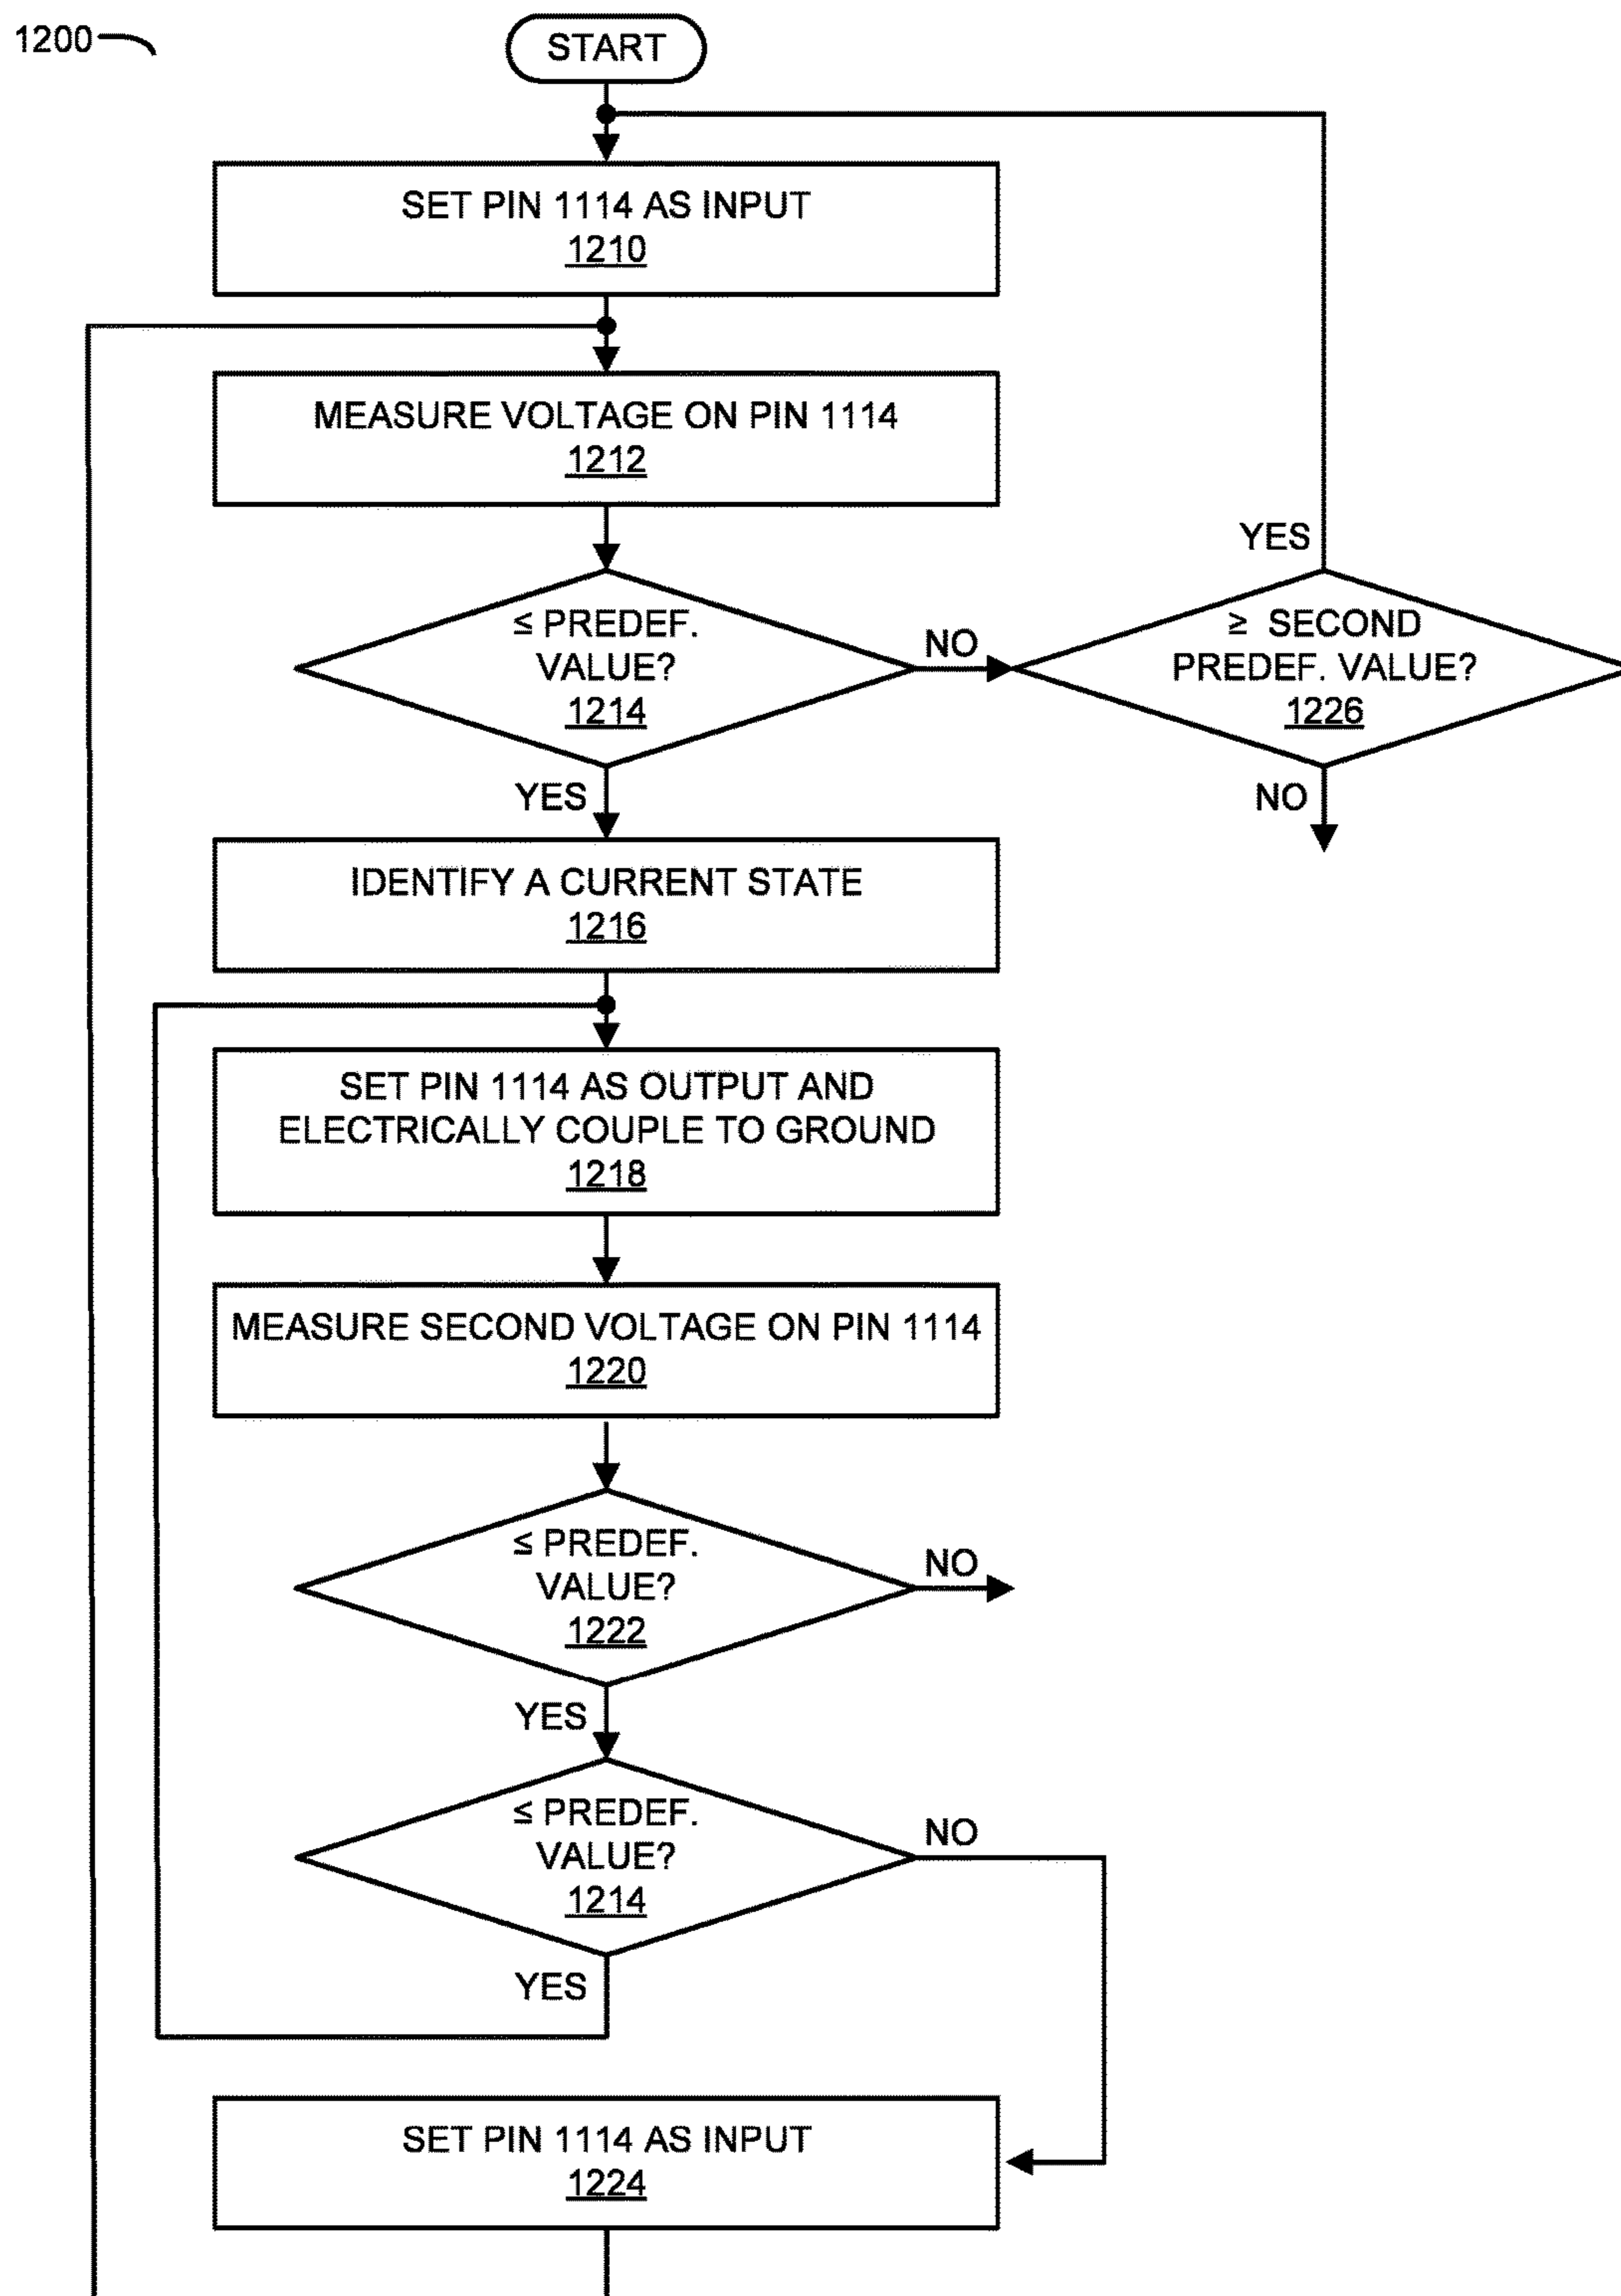 1200
START
SET PIN 1114 AS INPUT
1210
MEASURE VOLTAGE ON PIN 1114
1212
YES
≤ PREDEF.
VALUE?
1214
NO
≥ SECOND
PREDEF. VALUE?
1226
YES
NO
IDENTIFY A CURRENT STATE
1216
SET PIN 1114 AS OUTPUT AND
ELECTRICALLY COUPLE TO GROUND
1218
MEASURE SECOND VOLTAGE ON PIN 1114
1220
≤ PREDEF.
VALUE?
1222
NO
YES
≤ PREDEF.
VALUE?
1214
NO
YES
SET PIN 1114 AS INPUT
1224